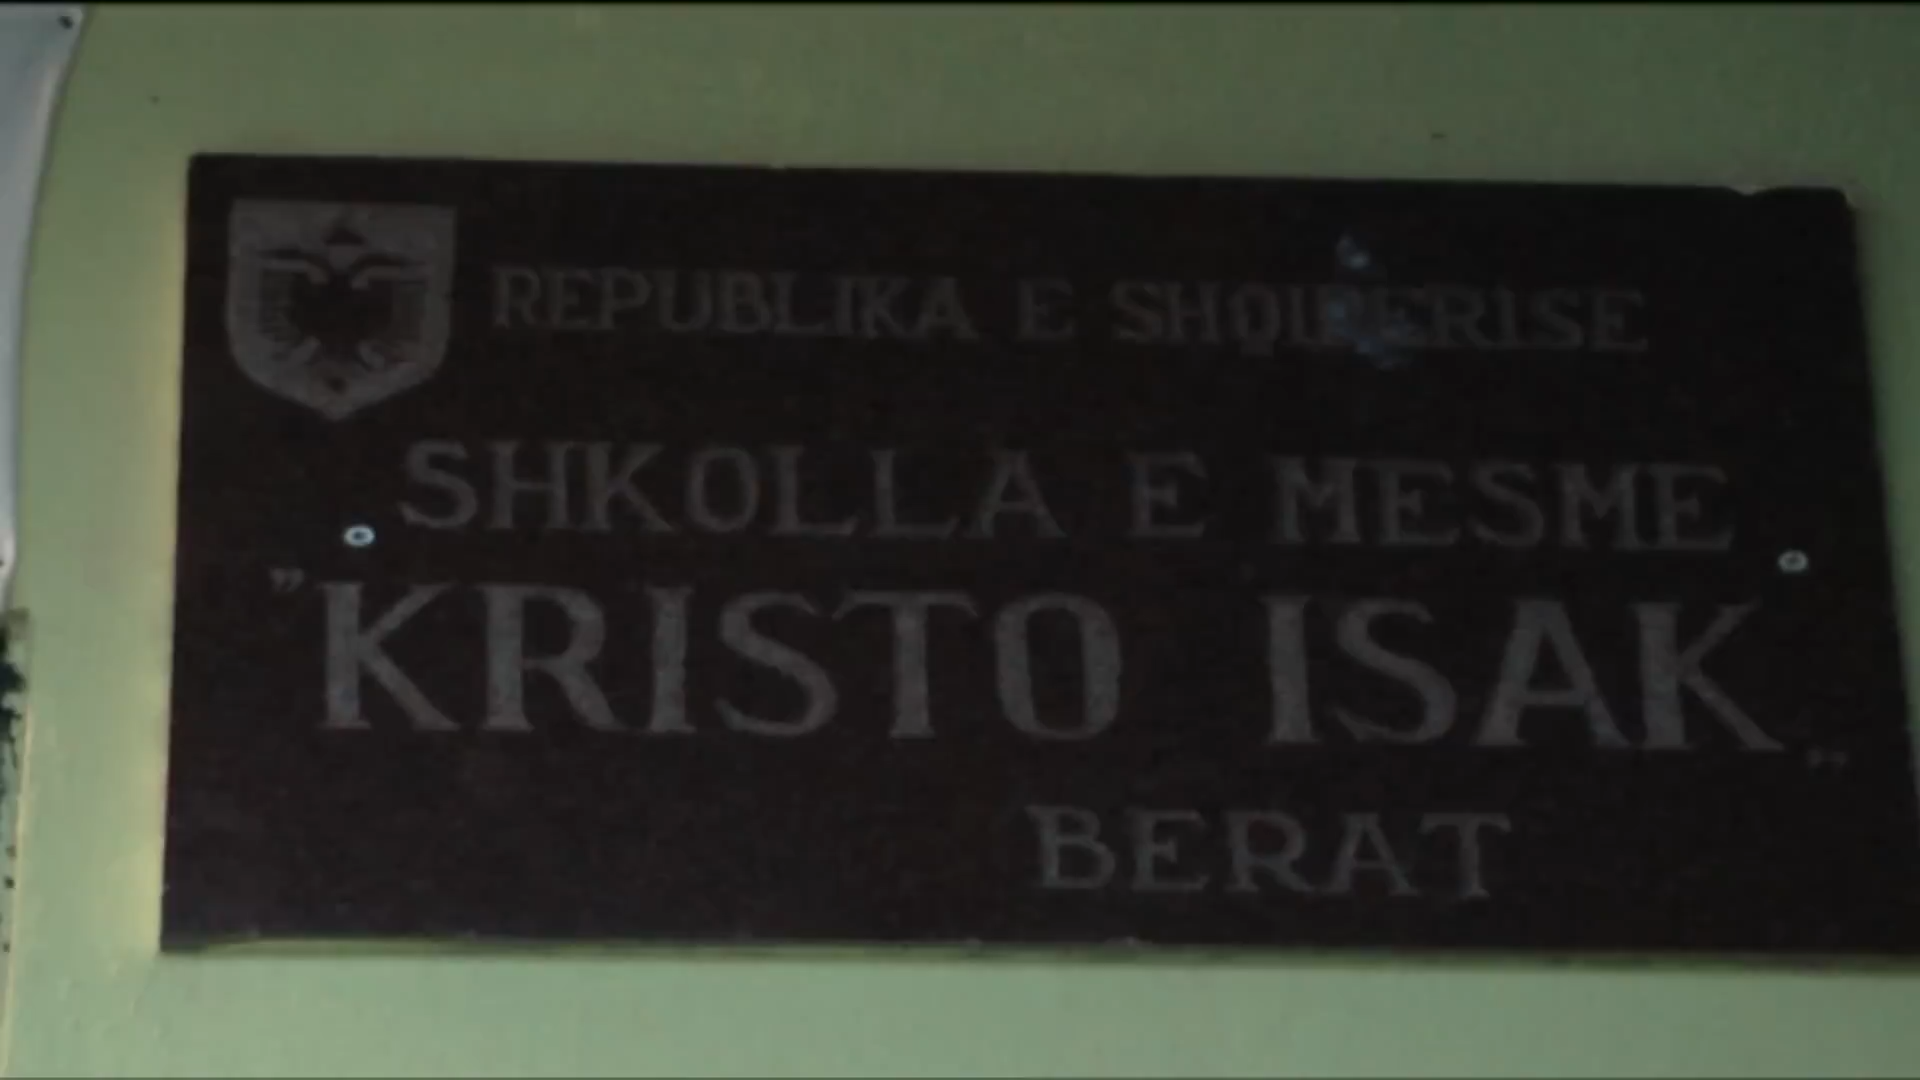 REPUBLIKA E SHQIPERISE
SHKOLLA E MESME
"KRISTO ISAK„
BERAT